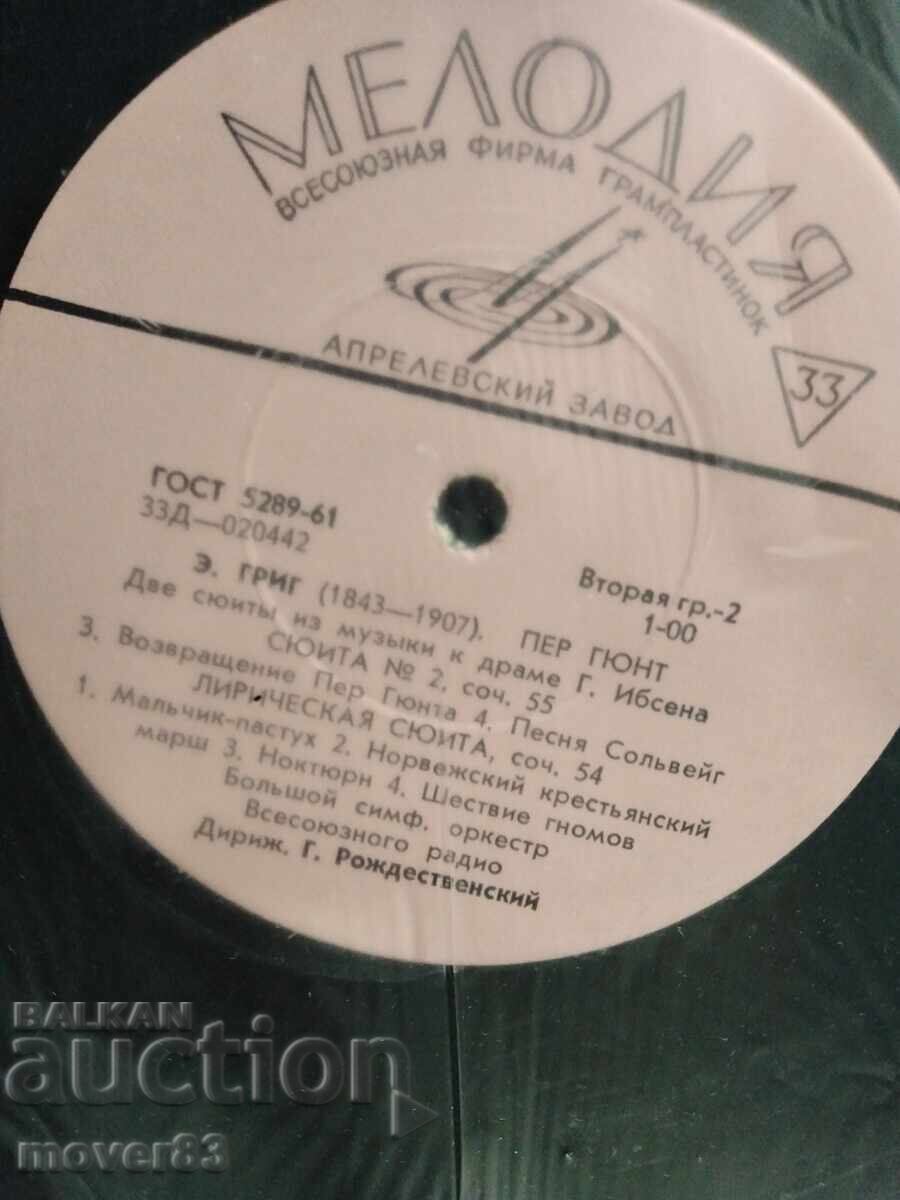 МЕЛОДИЯ
ВСЕСОЮЗНАЯ ФИРМА ГРАМПЛАСТИНОК
АПРЕЛЕВСКИЙ ЗАВОД
33
ГОСТ 5289-61
33Д—020442
Вторая гр.-2
1-00
Э. ГРИГ (1843—1907). ПЕР ГЮНТ
Две сюиты из музыки к драме Г. Ибсена
СЮИТА № 2, соч. 55
3. Возвращение Пер Гюнта 4. Песня Сольвейг
ЛИРИЧЕСКАЯ СЮИТА, соч. 54
1. Мальчик-пастух 2. Норвежский крестьянский
марш 3. Ноктюрн 4. Шествие гномов
Большой симф. оркестр
Всесоюзного радио
Дириж. Г. Рождественский
BALKAN
auction
mover83